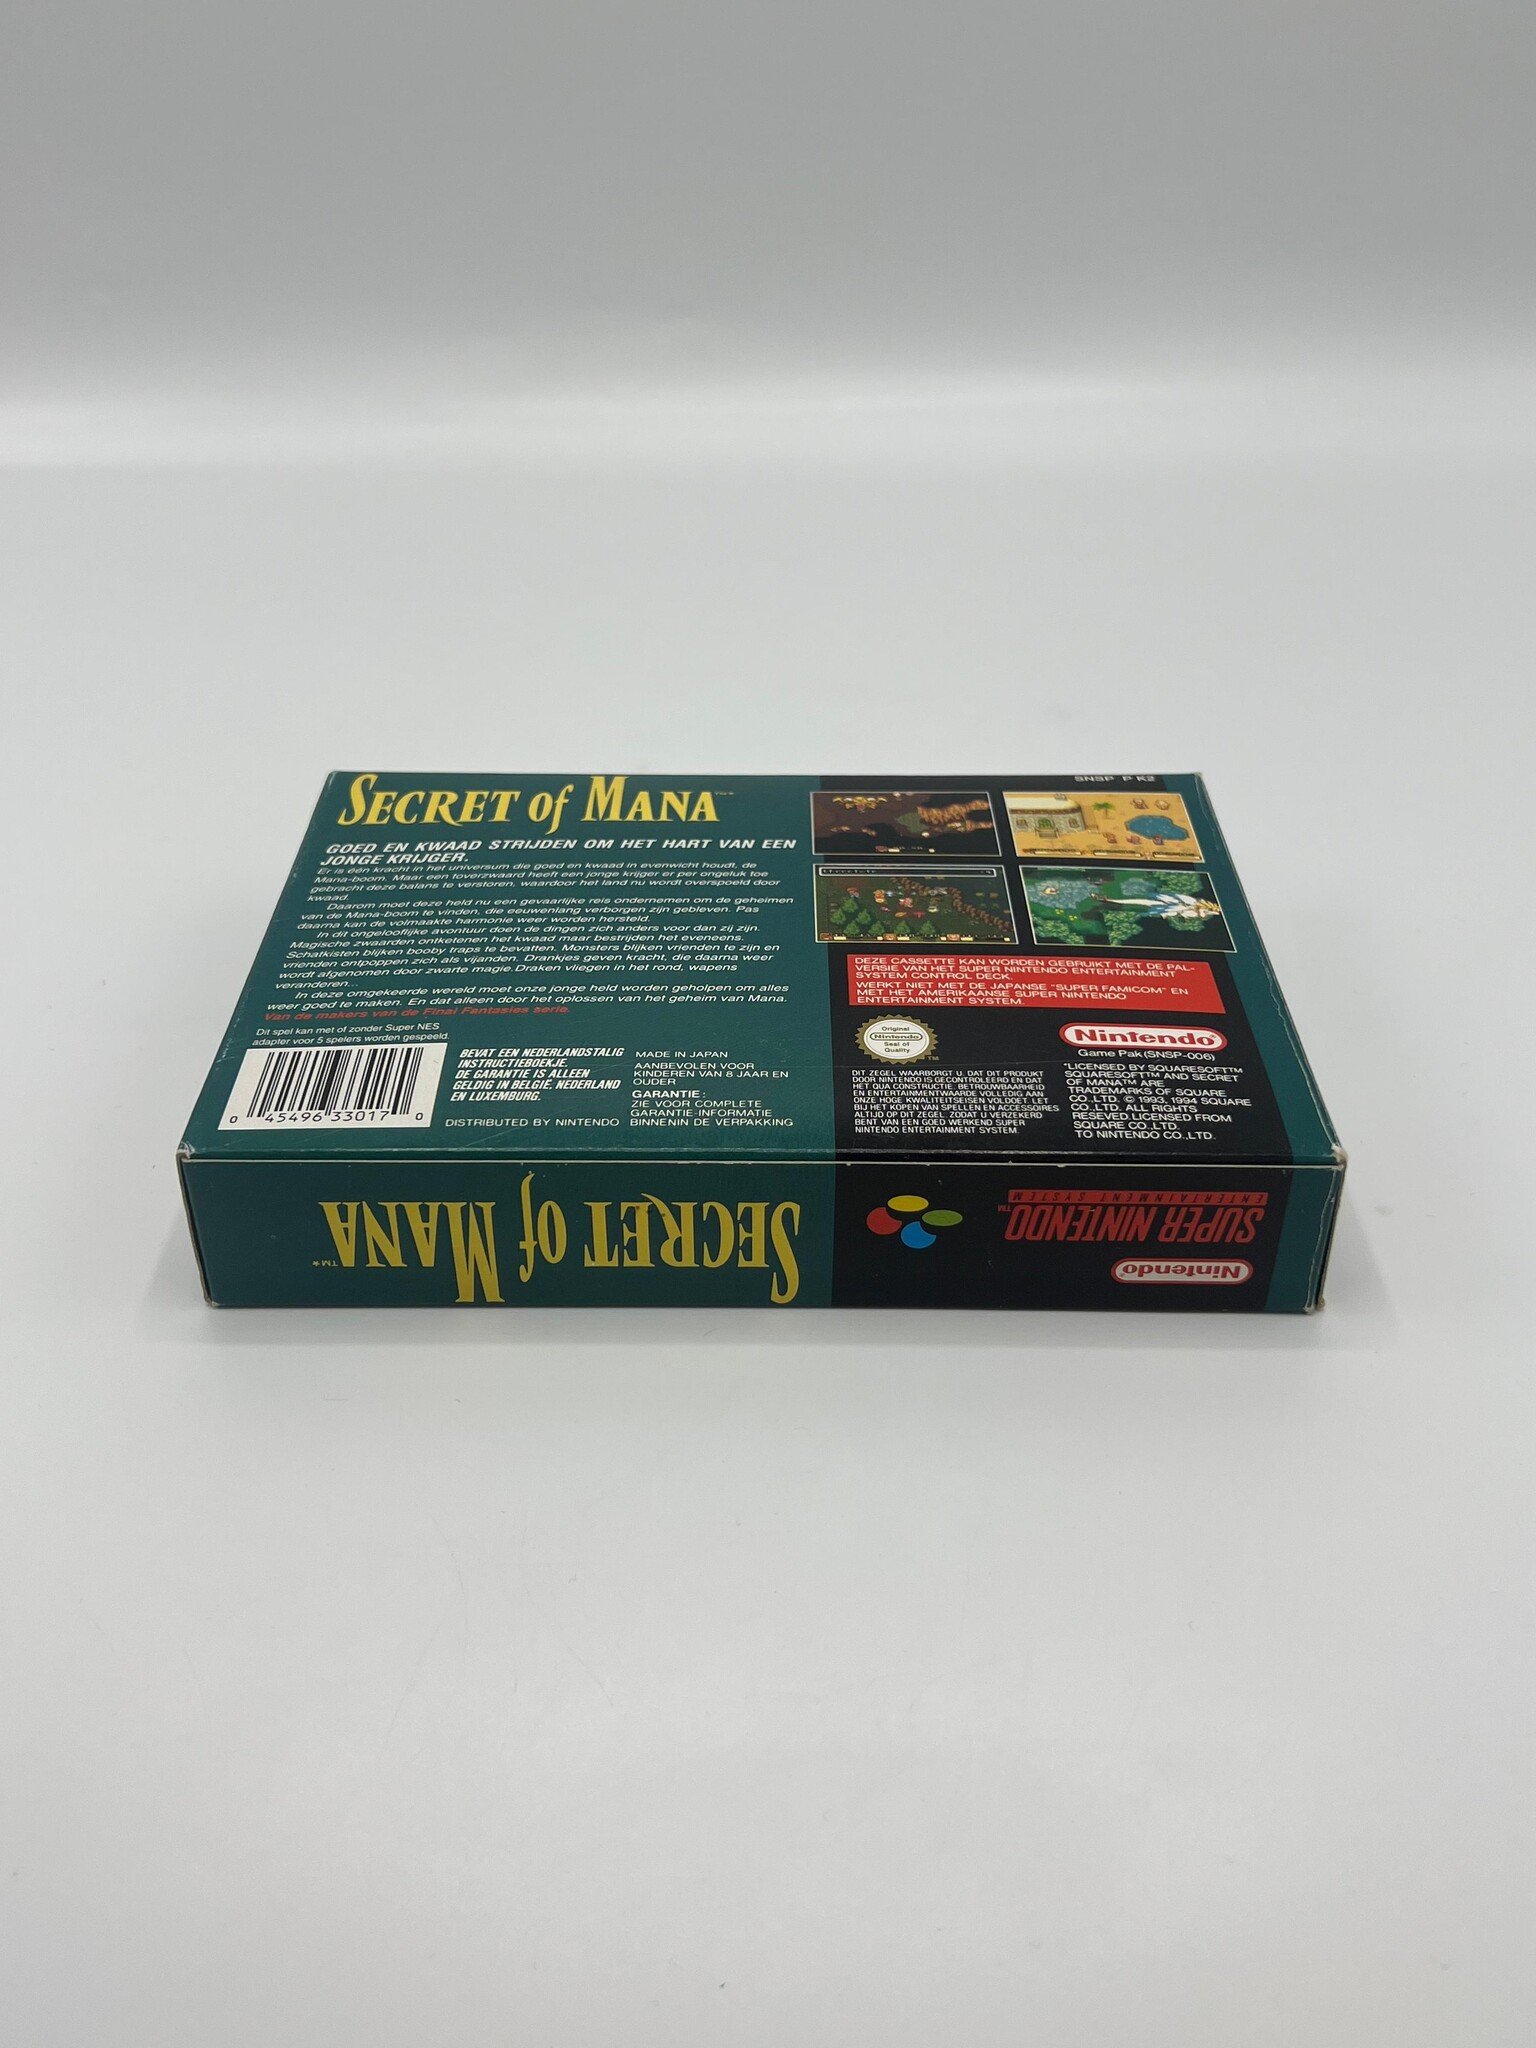 SECRET of MANA™*
GOED EN KWAAD STRIJDEN OM HET HART VAN EEN
JONGE KRIJGER.
Er is één kracht in het universum die goed en kwaad in evenwicht houdt, de
Mana-boom. Maar een toverzwaard heeft een jonge krijger er per ongeluk toe
gebracht deze balans te verstoren, waardoor het land nu wordt overspoeld door
kwaad.
Daarom moet deze held nu een gevaarlijke reis ondernemen om de geheimen
van de Mana-boom te vinden, die eeuwenlang verborgen zijn gebleven. Pas
daarna kan de volmaakte harmonie weer worden hersteld.
In dit ongelooflijke avontuur doen de dingen zich anders voor dan zij zijn.
Magische zwaarden ontketenen het kwaad maar bestrijden het eveneens.
Schatkisten blijken booby traps te bevatten. Monsters blijken vrienden te zijn en
vrienden ontpoppen zich als vijanden. Drankjes geven kracht, die daarna weer
wordt afgenomen door zwarte magie.Draken vliegen in het rond, wapens
veranderen...
In deze omgekeerde wereld moet onze jonge held worden geholpen om alles
weer goed te maken. En dat alleen door het oplossen van het geheim van Mana.
Van de makers van de Final Fantasies serie.
Dit spel kan met of zonder Super NES
adapter voor 5 spelers worden gespeeld.
0 45496 33017 0
BEVAT EEN NEDERLANDSTALIG
INSTRUCTIEBOEKJE.
DE GARANTIE IS ALLEEN
GELDIG IN BELGIË, NEDERLAND
EN LUXEMBURG.
DISTRIBUTED BY NINTENDO
MADE IN JAPAN
AANBEVOLEN VOOR
KINDEREN VAN 8 JAAR EN
OUDER
GARANTIE :
ZIE VOOR COMPLETE
GARANTIE-INFORMATIE
BINNENIN DE VERPAKKING
SNSP P K2
DEZE CASSETTE KAN WORDEN GEBRUIKT MET DE PAL-
VERSIE VAN HET SUPER NINTENDO ENTERTAINMENT
SYSTEM CONTROL DECK.
WERKT NIET MET DE JAPANSE "SUPER FAMICOM" EN
MET HET AMERIKAANSE SUPER NINTENDO
ENTERTAINMENT SYSTEM.
Original
Nintendo
Seal of
Quality
TM
DIT ZEGEL WAARBORGT U, DAT DIT PRODUKT
DOOR NINTENDO IS GECONTROLEERD EN DAT
HET QUA CONSTRUCTIE, BETROUWBAARHEID
EN ENTERTAINMENTWAARDE VOLLEDIG AAN
ONZE HOGE KWALITEITSEISEN VOLDOET. LET
BIJ HET KOPEN VAN SPELLEN EN ACCESSOIRES
ALTIJD OP DIT ZEGEL, ZODAT U VERZEKERD
BENT VAN EEN GOED WERKEND SUPER
NINTENDO ENTERTAINMENT SYSTEM.
Nintendo®
Game Pak (SNSP-006)
*LICENSED BY SQUARESOFT™
SQUARESOFT™ AND SECRET
OF MANA™ ARE
TRADEMARKS OF SQUARE
CO.,LTD. © 1993, 1994 SQUARE
CO.,LTD. ALL RIGHTS
RESEVED.LICENSED FROM
SQUARE CO.,LTD.
TO NINTENDO CO.,LTD.
SECRET of MANA™*
Nintendo®
SUPER NINTENDO™
ENTERTAINMENT SYSTEM